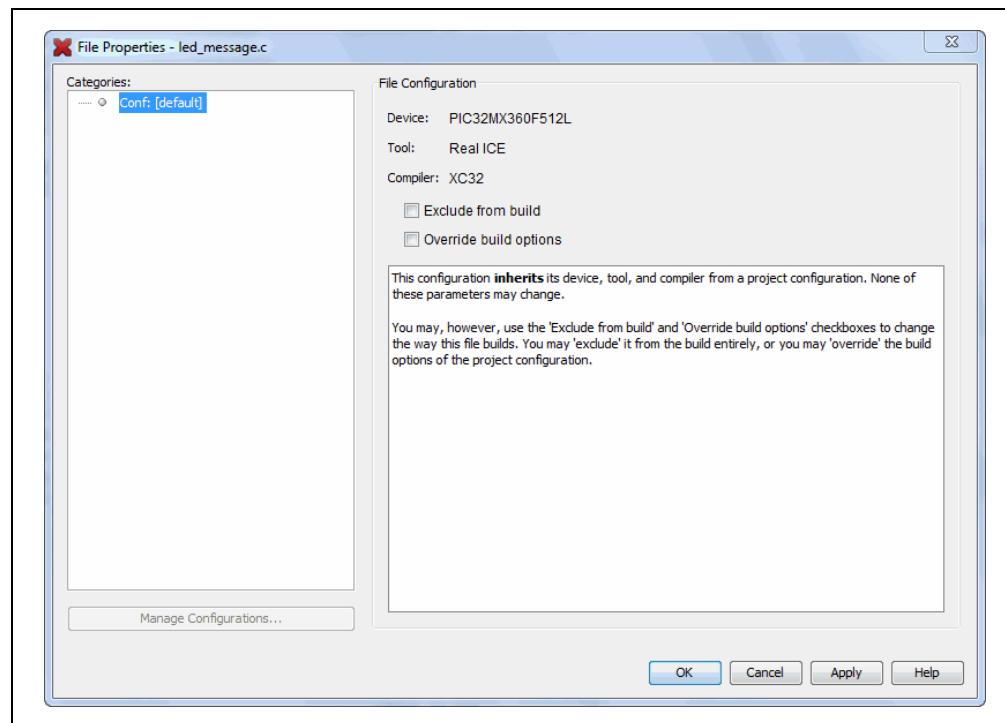 File Properties - led_message.c
Categories:
Conf: [default]
File Configuration
Device: PIC32MX360F512L
Tool: Real ICE
Compiler: XC32
Exclude from build
Override build options
This configuration inherits its device, tool, and compiler from a project configuration. None of
these parameters may change.
You may, however, use the 'Exclude from build' and 'Override build options' checkboxes to change
the way this file builds. You may 'exclude' it from the build entirely, or you may 'override' the build
options of the project configuration.
Manage Configurations...
OK
Cancel
Apply
Help